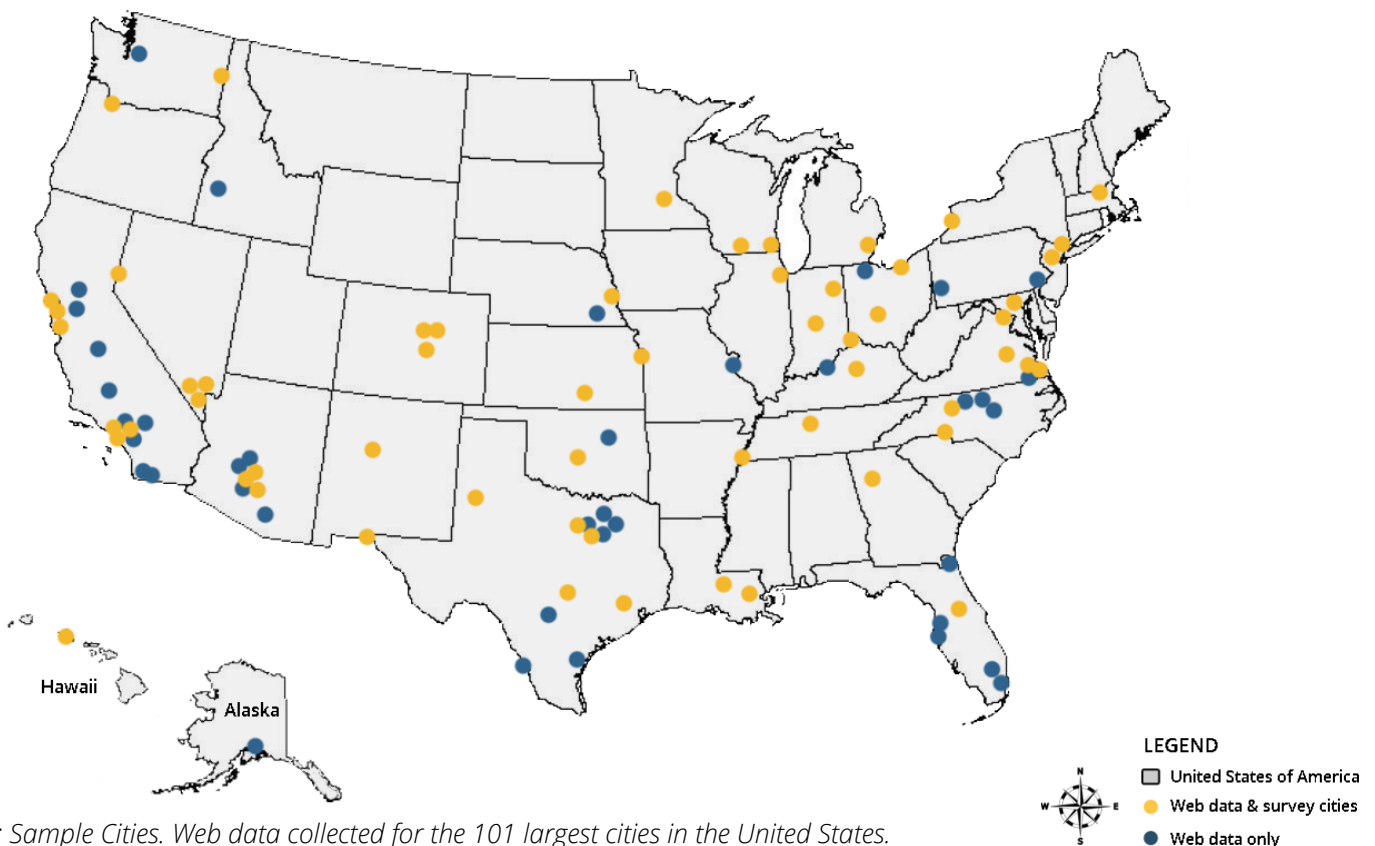 Hawaii
Alaska
LEGEND
United States of America
Web data & survey cities
Web data only
N
W E
S
: Sample Cities. Web data collected for the 101 largest cities in the United States.